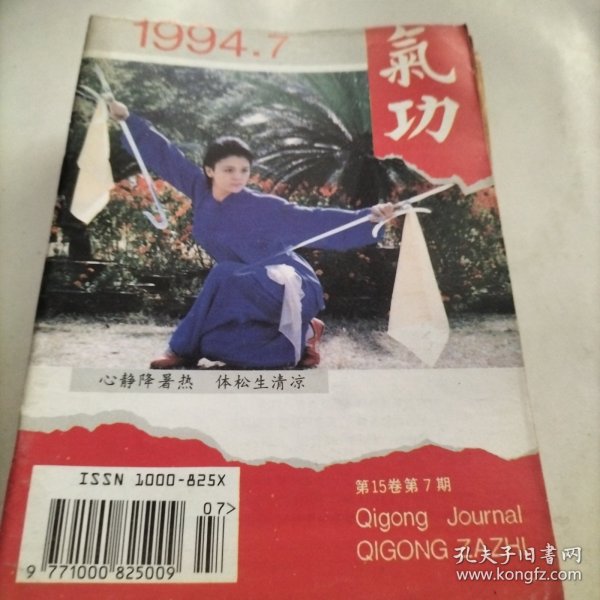 1994.7
氣功
心静降暑热 体松生清凉
ISSN 1000-825X
07>
9 771000 825009
第15卷第7期
Qigong Journal
QIGONG ZAZHI
孔夫子旧书网
www.kongfz.com